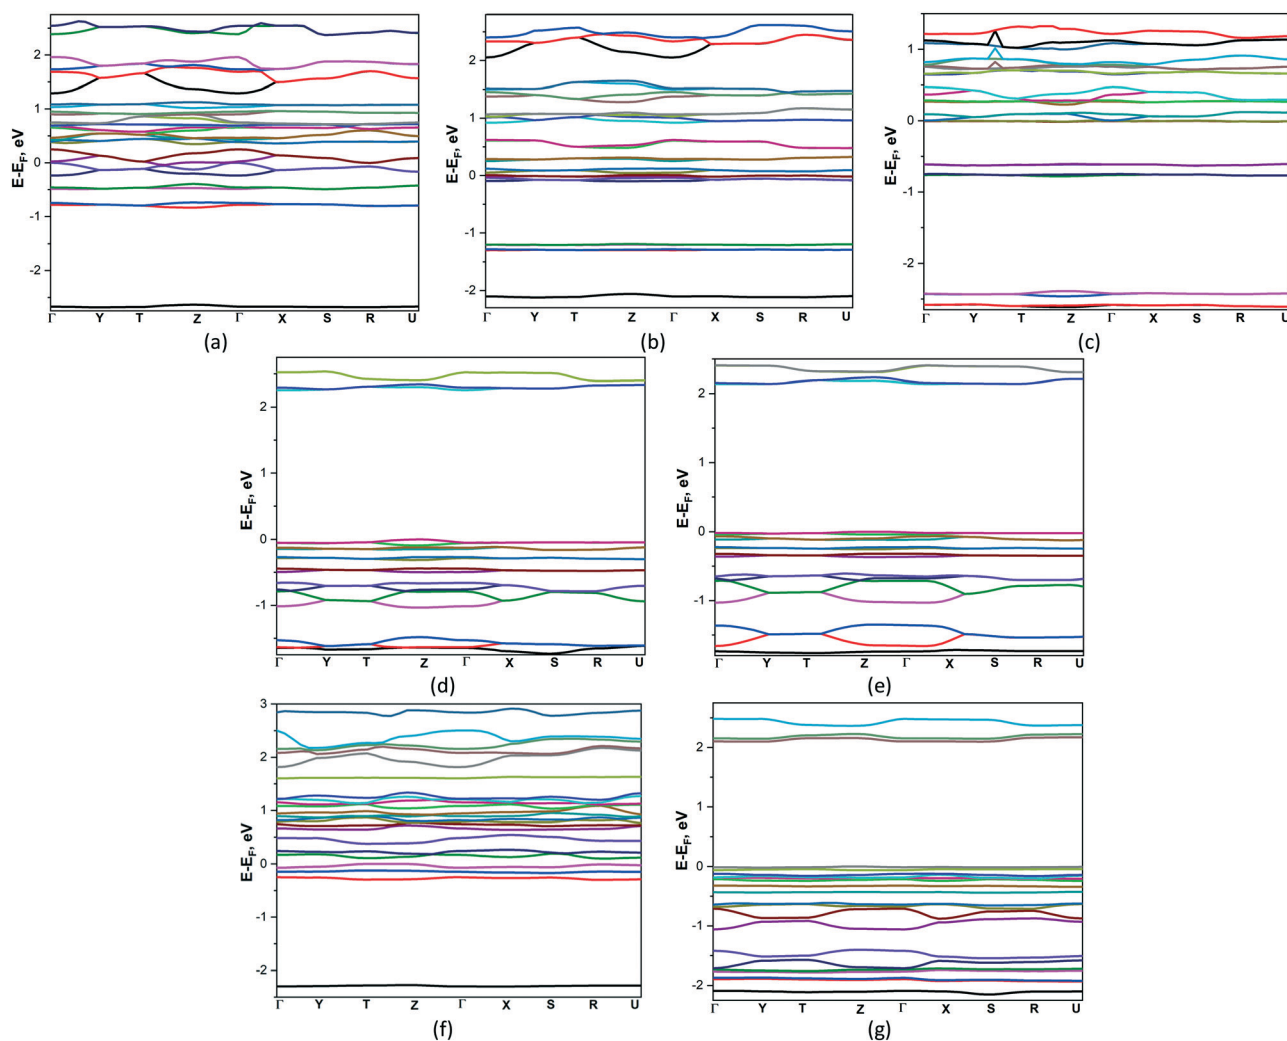 E-E_F, eV
2
1
0
-1
-2
Γ Y T Z Γ X S R U
(a)
E-E_F, eV
2
1
0
-1
-2
Γ Y T Z Γ X S R U
(b)
E-E_F, eV
1
0
-1
-2
Γ Y T Z Γ X S R U
(c)
E-E_F, eV
2
1
0
-1
Γ Y T Z Γ X S R U
(d)
E-E_F, eV
2
1
0
-1
Γ Y T Z Γ X S R U
(e)
E-E_F, eV
3
2
1
0
-1
-2
Γ Y T Z Γ X S R U
(f)
E-E_F, eV
2
1
0
-1
-2
Γ Y T Z Γ X S R U
(g)